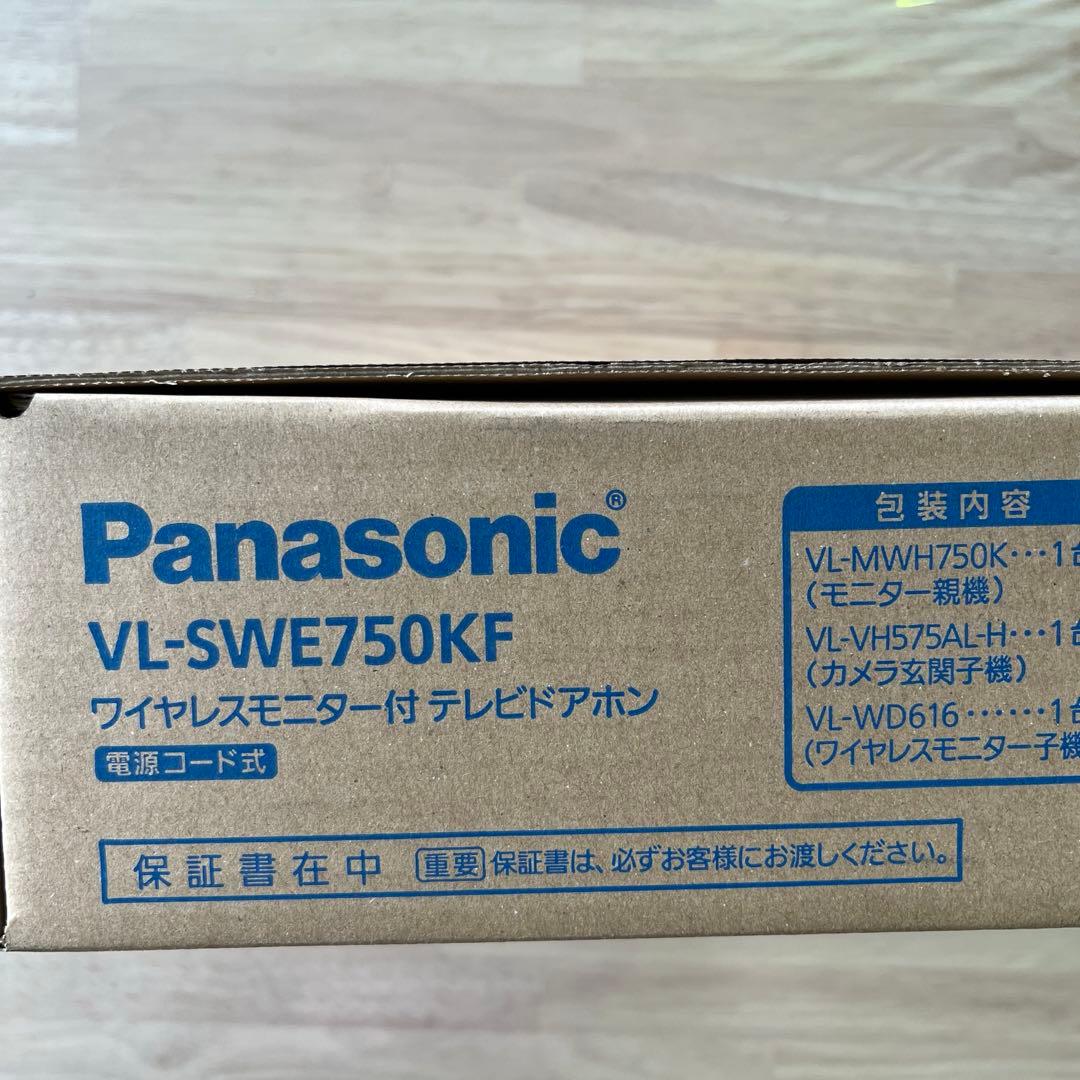 Panasonic®
VL-SWE750KF
ワイヤレスモニター付 テレビドアホン
電源コード式
包装内容
VL-MWH750K･･･1台
(モニター親機)
VL-VH575AL-H･･･1台
(カメラ玄関子機)
VL-WD616･･････1台
(ワイヤレスモニター子機
保証書在中 重要 保証書は、必ずお客様にお渡しください。